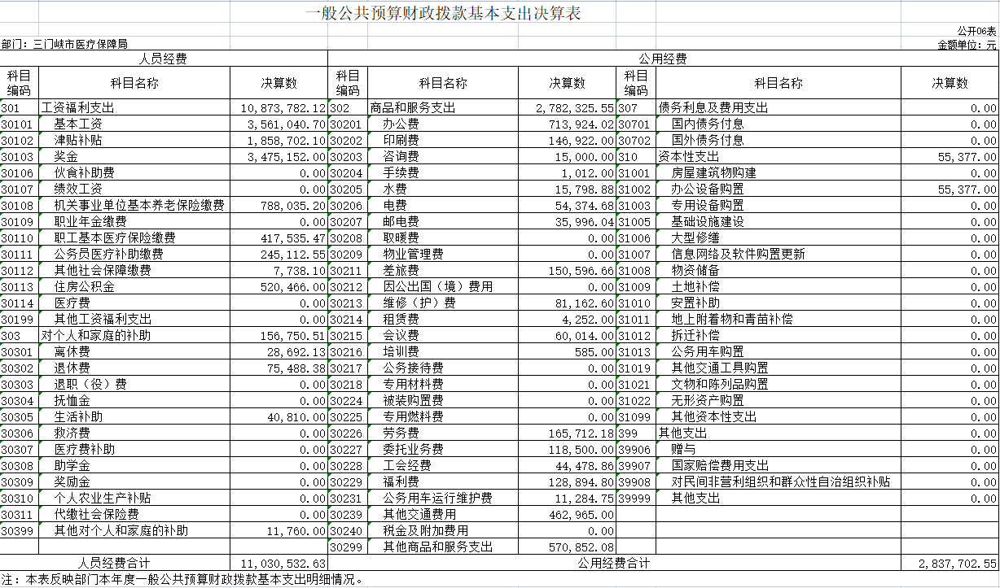 一般公共预算财政拨款基本支出决算表
公开06表
部门：三门峡市医疗保障局 金额单位：元
人员经费 公用经费
科目编码 科目名称 决算数 科目编码 科目名称 决算数 科目编码 科目名称 决算数
301 工资福利支出 10,873,782.12 302 商品和服务支出 2,782,325.55 307 债务利息及费用支出 0.00
30101 基本工资 3,561,040.70 30201 办公费 713,924.02 30701 国内债务付息 0.00
30102 津贴补贴 1,858,702.10 30202 印刷费 146,922.00 30702 国外债务付息 0.00
30103 奖金 3,475,152.00 30203 咨询费 15,000.00 310 资本性支出 55,377.00
30106 伙食补助费 0.00 30204 手续费 1,012.00 31001 房屋建筑物购建 0.00
30107 绩效工资 0.00 30205 水费 15,798.88 31002 办公设备购置 55,377.00
30108 机关事业单位基本养老保险缴费 788,035.20 30206 电费 54,374.68 31003 专用设备购置 0.00
30109 职业年金缴费 0.00 30207 邮电费 35,996.04 31005 基础设施建设 0.00
30110 职工基本医疗保险缴费 417,535.47 30208 取暖费 0.00 31006 大型修缮 0.00
30111 公务员医疗补助缴费 245,112.55 30209 物业管理费 0.00 31007 信息网络及软件购置更新 0.00
30112 其他社会保障缴费 7,738.10 30211 差旅费 150,596.66 31008 物资储备 0.00
30113 住房公积金 520,466.00 30212 因公出国（境）费用 0.00 31009 土地补偿 0.00
30114 医疗费 0.00 30213 维修（护）费 81,162.60 31010 安置补助 0.00
30199 其他工资福利支出 0.00 30214 租赁费 4,252.00 31011 地上附着物和青苗补偿 0.00
303 对个人和家庭的补助 156,750.51 30215 会议费 60,014.00 31012 拆迁补偿 0.00
30301 离休费 28,692.13 30216 培训费 585.00 31013 公务用车购置 0.00
30302 退休费 75,488.38 30217 公务接待费 0.00 31019 其他交通工具购置 0.00
30303 退职（役）费 0.00 30218 专用材料费 0.00 31021 文物和陈列品购置 0.00
30304 抚恤金 0.00 30224 被装购置费 0.00 31022 无形资产购置 0.00
30305 生活补助 40,810.00 30225 专用燃料费 0.00 31099 其他资本性支出 0.00
30306 救济费 0.00 30226 劳务费 165,712.18 399 其他支出 0.00
30307 医疗费补助 0.00 30227 委托业务费 118,500.00 39906 赠与 0.00
30308 助学金 0.00 30228 工会经费 44,478.86 39907 国家赔偿费用支出 0.00
30309 奖励金 0.00 30229 福利费 128,894.80 39908 对民间非营利组织和群众性自治组织补贴 0.00
30310 个人农业生产补贴 0.00 30231 公务用车运行维护费 11,284.75 39999 其他支出 0.00
30311 代缴社会保险费 0.00 30239 其他交通费用 462,965.00
30399 其他对个人和家庭的补助 11,760.00 30240 税金及附加费用 0.00
30299 其他商品和服务支出 570,852.08
人员经费合计 11,030,532.63 公用经费合计 2,837,702.55
注：本表反映部门本年度一般公共预算财政拨款基本支出明细情况。